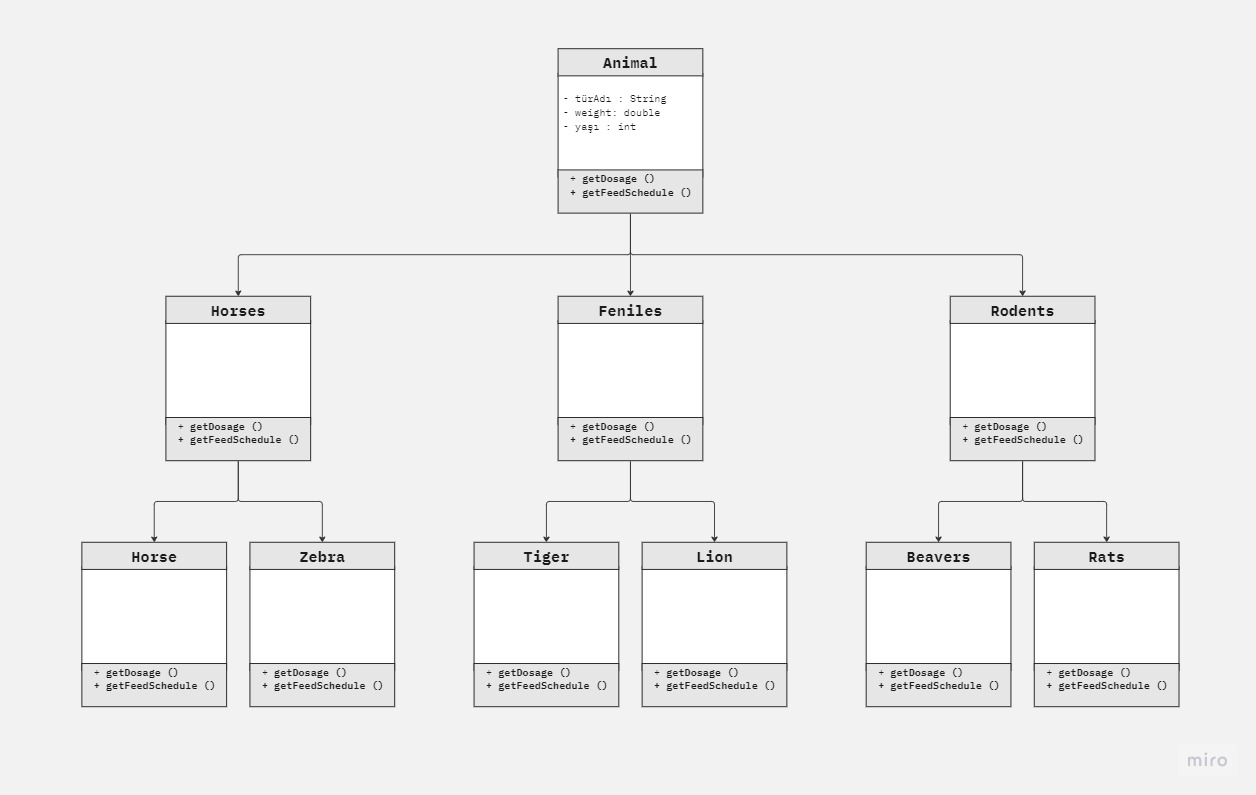 Animal
- türAdı : String
- weight: double
- yaşı : int
+ getDosage ()
+ getFeedSchedule ()
Horses
+ getDosage ()
+ getFeedSchedule ()
Feniles
+ getDosage ()
+ getFeedSchedule ()
Rodents
+ getDosage ()
+ getFeedSchedule ()
Horse
+ getDosage ()
+ getFeedSchedule ()
Zebra
+ getDosage ()
+ getFeedSchedule ()
Tiger
+ getDosage ()
+ getFeedSchedule ()
Lion
+ getDosage ()
+ getFeedSchedule ()
Beavers
+ getDosage ()
+ getFeedSchedule ()
Rats
+ getDosage ()
+ getFeedSchedule ()
miro